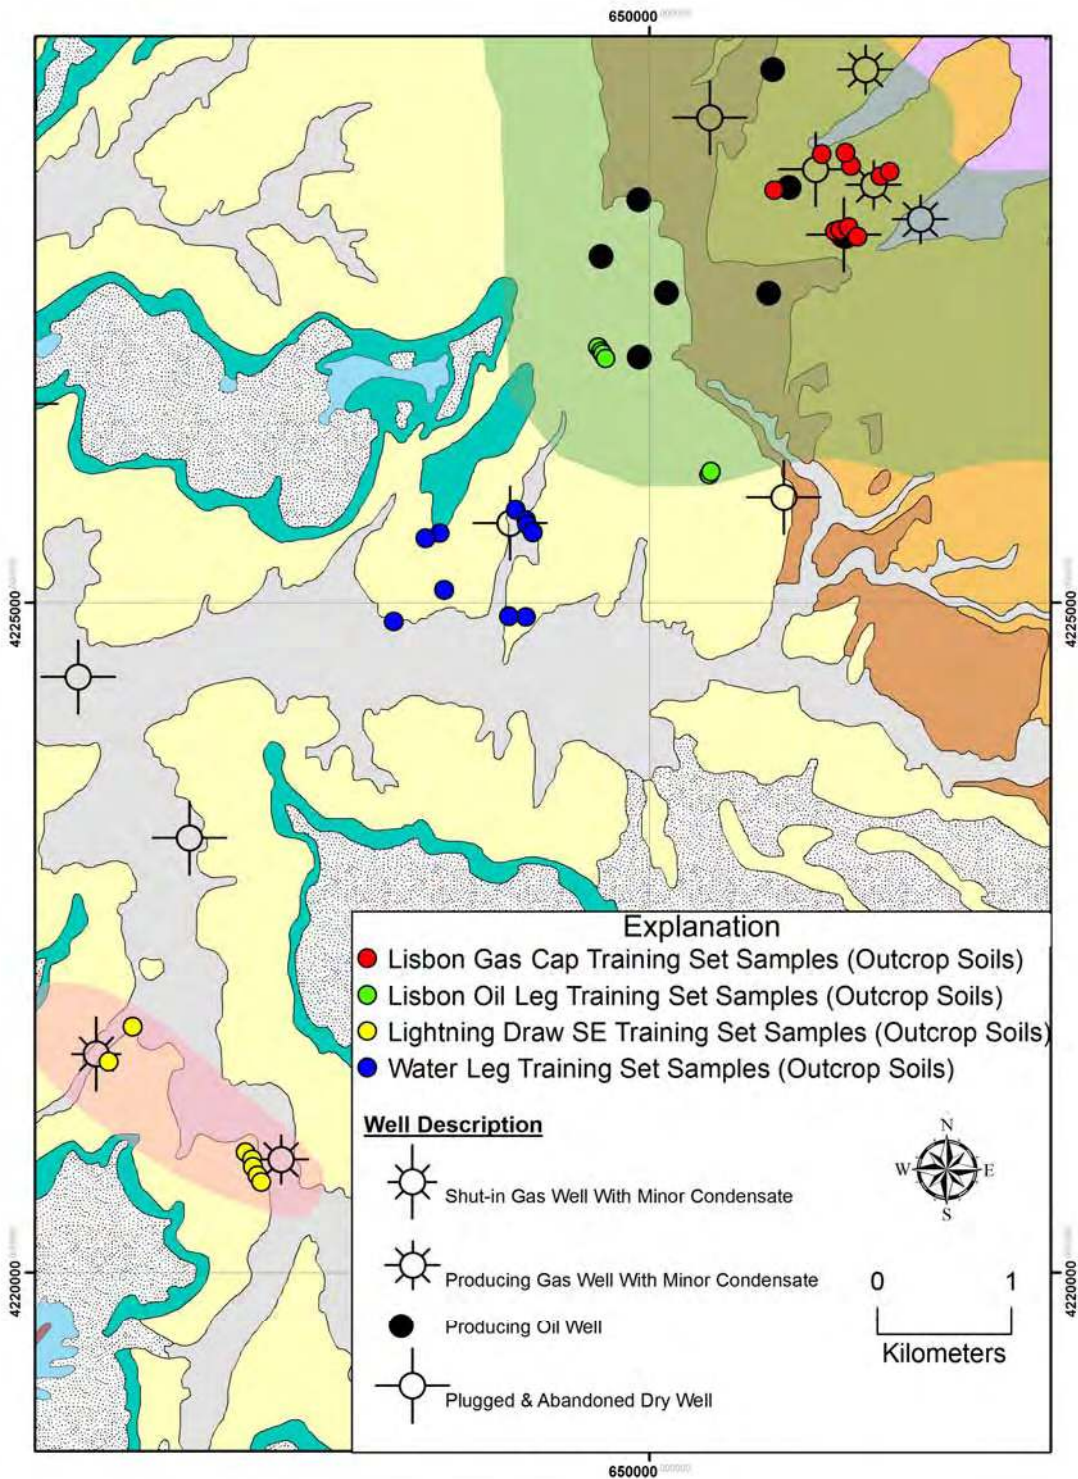 650000
4225000
4225000
Explanation
Lisbon Gas Cap Training Set Samples (Outcrop Soils)
Lisbon Oil Leg Training Set Samples (Outcrop Soils)
Lightning Draw SE Training Set Samples (Outcrop Soils)
Water Leg Training Set Samples (Outcrop Soils)
Well Description
N
W E
S
Shut-in Gas Well With Minor Condensate
Producing Gas Well With Minor Condensate
0 1
Producing Oil Well
Kilometers
Plugged & Abandoned Dry Well
4220000
4220000
650000